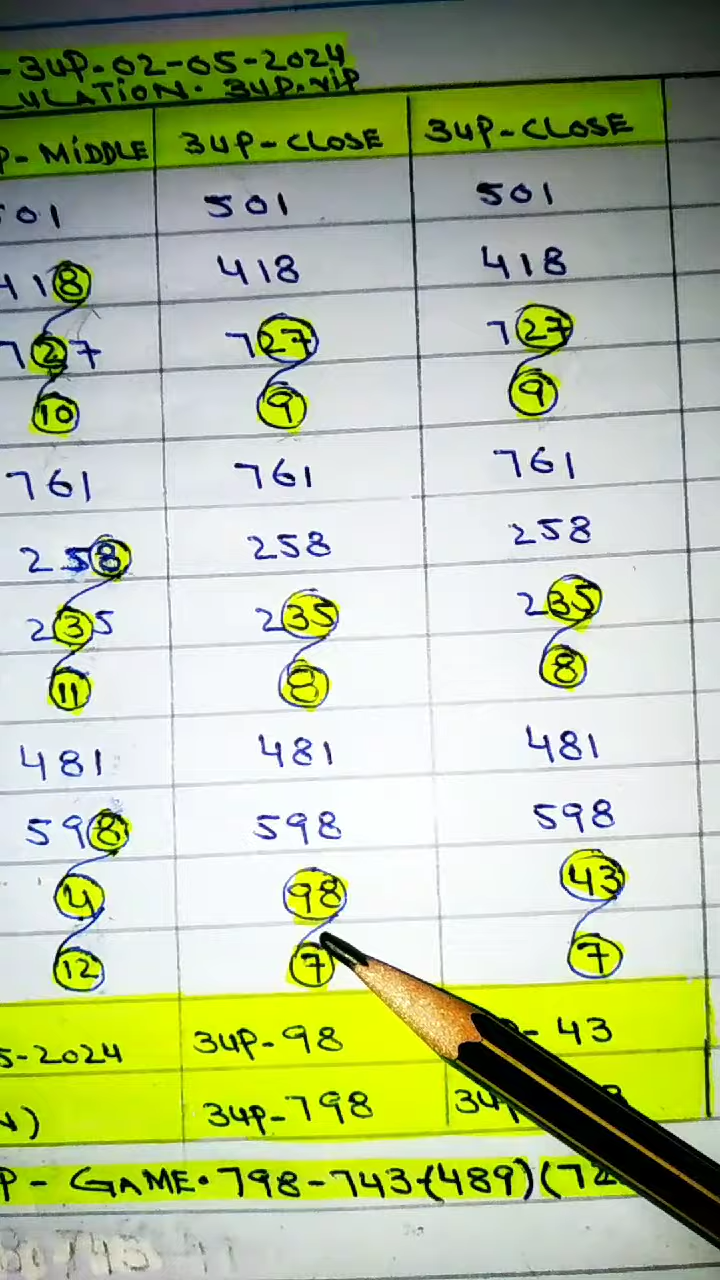 -3UP-02-05-2024
CULATION. 3UP.VIP
P-MIDDLE 3UP-CLOSE 3UP-CLOSE
501 501 501
418 418 418
727 727 727
10 9 9
761 761 761
258 258 258
235 235 235
11 8 8
481 481 481
598 598 598
4 98 43
12 7 7
5-2024 3UP-98 - 43
) 3UP-798 3UP
P-GAME.798-743-(489)(72